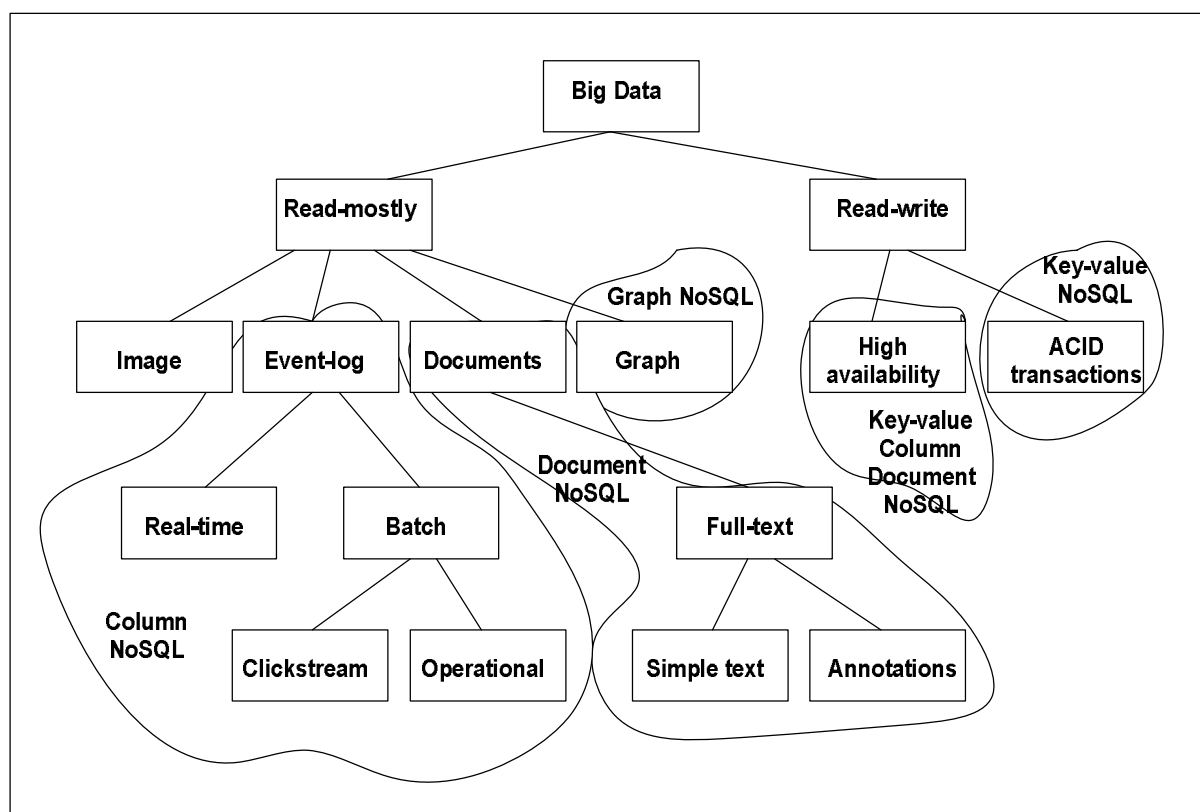 Big Data
Read-mostly
Read-write
Graph NoSQL
Key-value
NoSQL
Image
Event-log
Documents
Graph
High
availability
ACID
transactions
Key-value
Column
Document
NoSQL
Document
NoSQL
Real-time
Batch
Full-text
Column
NoSQL
Clickstream
Operational
Simple text
Annotations